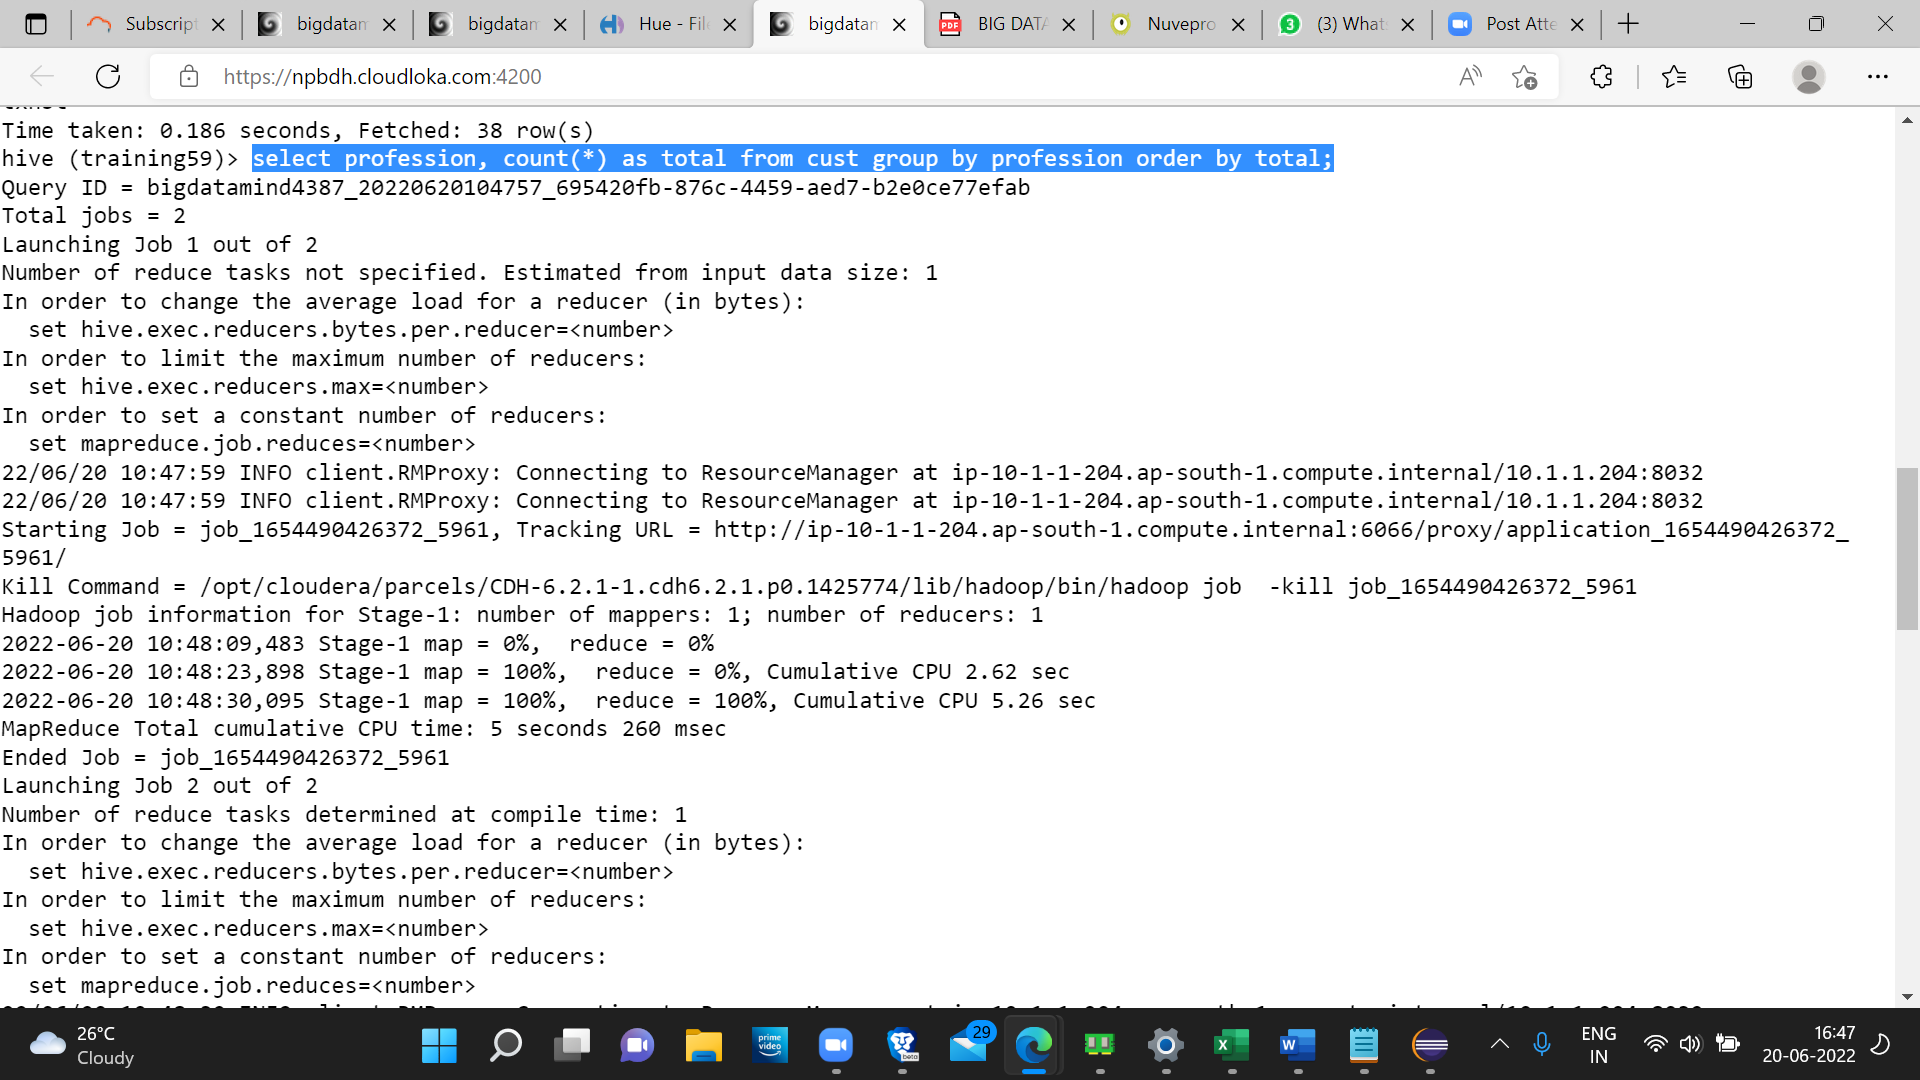 Subscript
bigdatam
bigdatam
Hue - File
bigdatam
BIG DATA
Nuvepro
(3) What
Post Atte
https://npbdh.cloudloka.com:4200
Time taken: 0.186 seconds, Fetched: 38 row(s)
hive (training59)> select profession, count(*) as total from cust group by profession order by total;
Query ID = bigdatamind4387_20220620104757_695420fb-876c-4459-aed7-b2e0ce77efab
Total jobs = 2
Launching Job 1 out of 2
Number of reduce tasks not specified. Estimated from input data size: 1
In order to change the average load for a reducer (in bytes):
  set hive.exec.reducers.bytes.per.reducer=<number>
In order to limit the maximum number of reducers:
  set hive.exec.reducers.max=<number>
In order to set a constant number of reducers:
  set mapreduce.job.reduces=<number>
22/06/20 10:47:59 INFO client.RMProxy: Connecting to ResourceManager at ip-10-1-1-204.ap-south-1.compute.internal/10.1.1.204:8032
22/06/20 10:47:59 INFO client.RMProxy: Connecting to ResourceManager at ip-10-1-1-204.ap-south-1.compute.internal/10.1.1.204:8032
Starting Job = job_1654490426372_5961, Tracking URL = http://ip-10-1-1-204.ap-south-1.compute.internal:6066/proxy/application_1654490426372_
5961/
Kill Command = /opt/cloudera/parcels/CDH-6.2.1-1.cdh6.2.1.p0.1425774/lib/hadoop/bin/hadoop job  -kill job_1654490426372_5961
Hadoop job information for Stage-1: number of mappers: 1; number of reducers: 1
2022-06-20 10:48:09,483 Stage-1 map = 0%,  reduce = 0%
2022-06-20 10:48:23,898 Stage-1 map = 100%,  reduce = 0%, Cumulative CPU 2.62 sec
2022-06-20 10:48:30,095 Stage-1 map = 100%,  reduce = 100%, Cumulative CPU 5.26 sec
MapReduce Total cumulative CPU time: 5 seconds 260 msec
Ended Job = job_1654490426372_5961
Launching Job 2 out of 2
Number of reduce tasks determined at compile time: 1
In order to change the average load for a reducer (in bytes):
  set hive.exec.reducers.bytes.per.reducer=<number>
In order to limit the maximum number of reducers:
  set hive.exec.reducers.max=<number>
In order to set a constant number of reducers:
  set mapreduce.job.reduces=<number>
26°C
Cloudy
prime video
beta
29
ENG
IN
16:47
20-06-2022